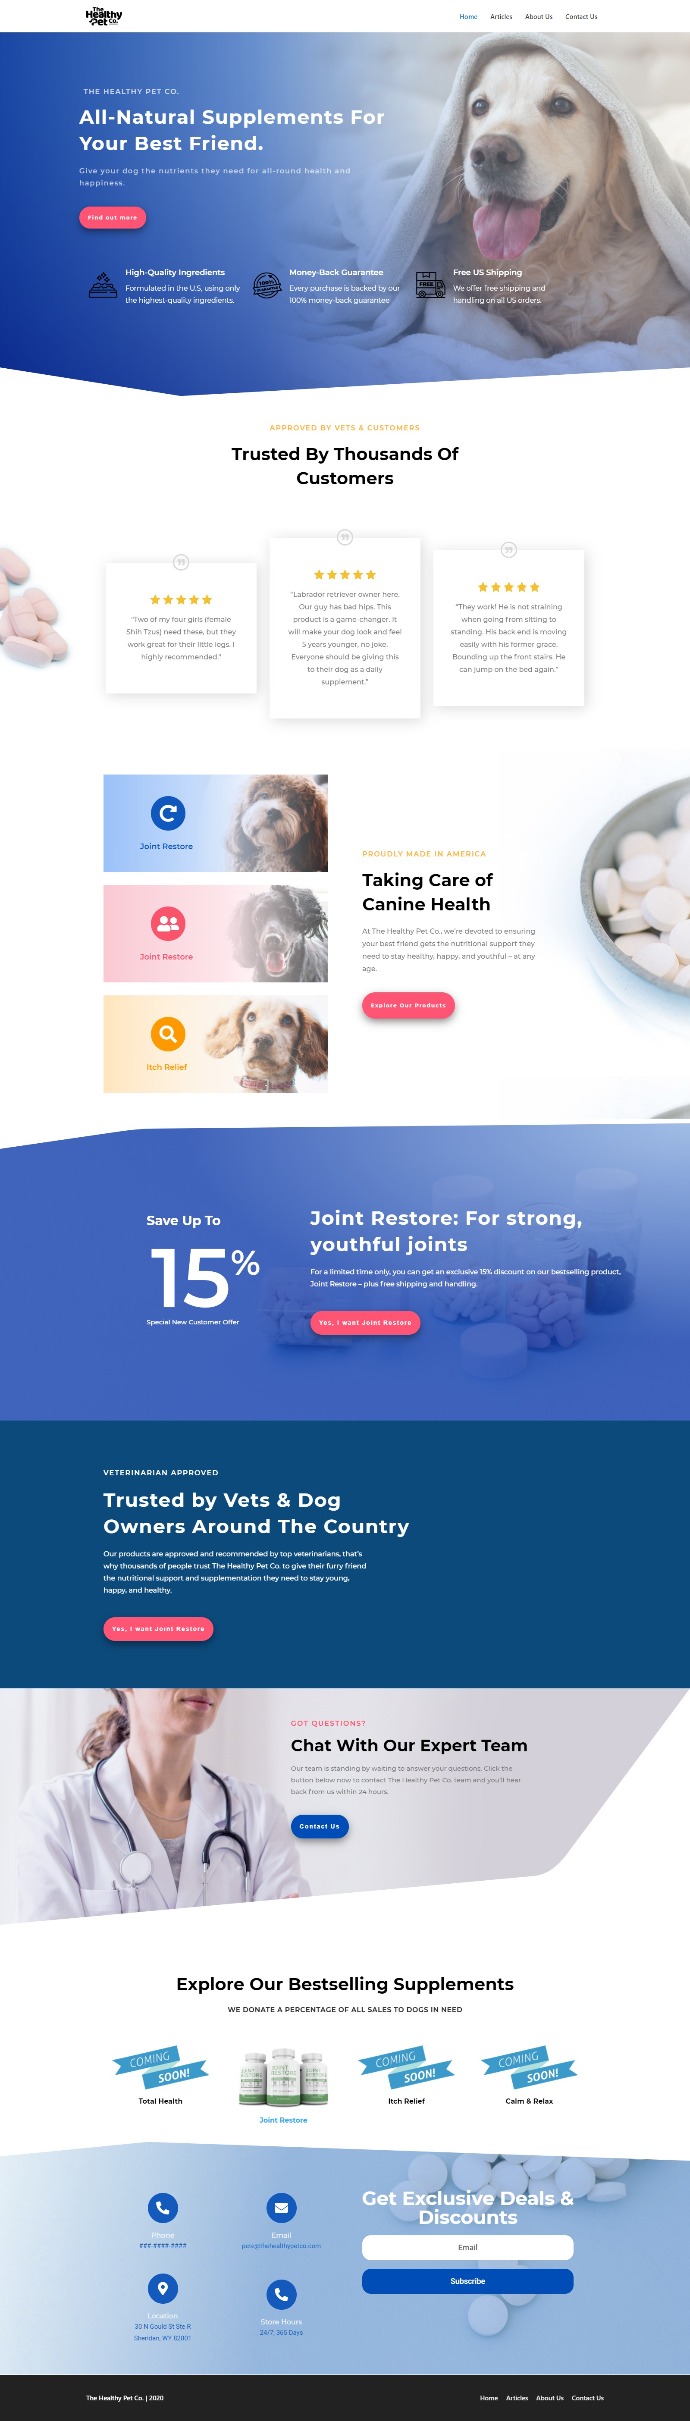 The
Healthy
Pet Co.
Home Articles About Us Contact Us
THE HEALTHY PET CO.
All-Natural Supplements For
Your Best Friend.
Give your dog the nutrients they need for all-round health and
happiness.
Find out more
High-Quality Ingredients
Formulated in the U.S, using only
the highest-quality ingredients.
100%
Money-Back Guarantee
Every purchase is backed by our
100% money-back guarantee
FREE
Free US Shipping
We offer free shipping and
handling on all US orders.
APPROVED BY VETS & CUSTOMERS
Trusted By Thousands Of
Customers
"Two of my four girls (female
Shih Tzus) need these, but they
work great for their little legs. I
highly recommended."
"Labrador retriever owner here.
Our guy has bad hips. This
product is a game-changer. It
will make your dog look and feel
5 years younger, no joke.
Everyone should be giving this
to their dog as a daily
supplement."
"They work! He is not straining
when going from sitting to
standing. His back end is moving
easily with his former grace.
Bounding up the front stairs. He
can jump on the bed again."
Joint Restore
Joint Restore
Itch Relief
PROUDLY MADE IN AMERICA
Taking Care of
Canine Health
At The Healthy Pet Co., we're devoted to ensuring
your best friend gets the nutritional support they
need to stay healthy, happy, and youthful – at any
age.
Explore Our Products
Save Up To
15%
Special New Customer Offer
Joint Restore: For strong,
youthful joints
For a limited time only, you can get an exclusive 15% discount on our bestselling product,
Joint Restore – plus free shipping and handling.
Yes, I want Joint Restore
VETERINARIAN APPROVED
Trusted by Vets & Dog
Owners Around The Country
Our products are approved and recommended by top veterinarians, that's
why thousands of people trust The Healthy Pet Co. to give their furry friend
the nutritional support and supplementation they need to stay young,
happy, and healthy.
Yes, I want Joint Restore
GOT QUESTIONS?
Chat With Our Expert Team
Our team is standing by waiting to answer your questions. Click the
button below now to contact The Healthy Pet Co. team and you'll hear
back from us within 24 hours.
Contact Us
Explore Our Bestselling Supplements
WE DONATE A PERCENTAGE OF ALL SALES TO DOGS IN NEED
COMING
SOON!
Total Health
JOINT
RESTORE
Joint Restore
COMING
SOON!
Itch Relief
COMING
SOON!
Calm & Relax
Phone
###-####-####
Email
pets@thehealthypetco.com
Location
30 N Gould St Ste R
Sheridan, WY 82801
Store Hours
24/7, 365 Days
Get Exclusive Deals &
Discounts
Email
Subscribe
The Healthy Pet Co. | 2020
Home Articles About Us Contact Us